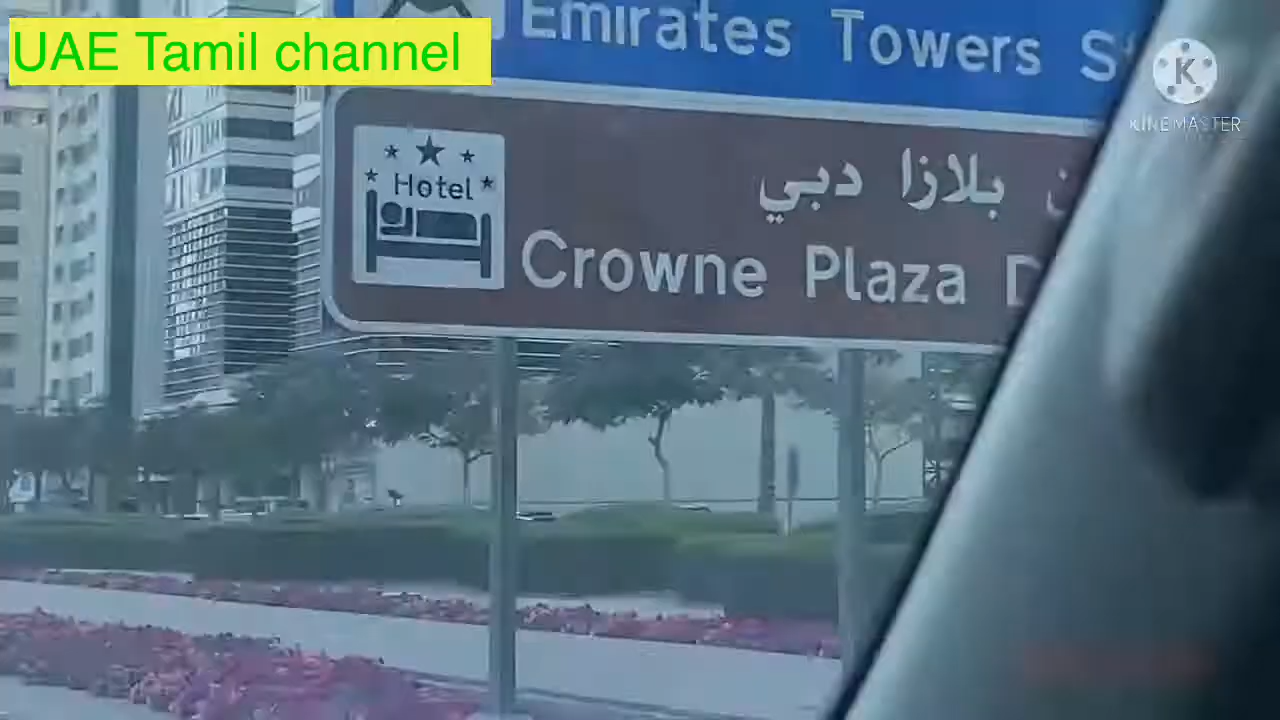 UAE Tamil channel
Emirates Towers
KINEMASTER
Hotel
بلازا دبي
Crowne Plaza